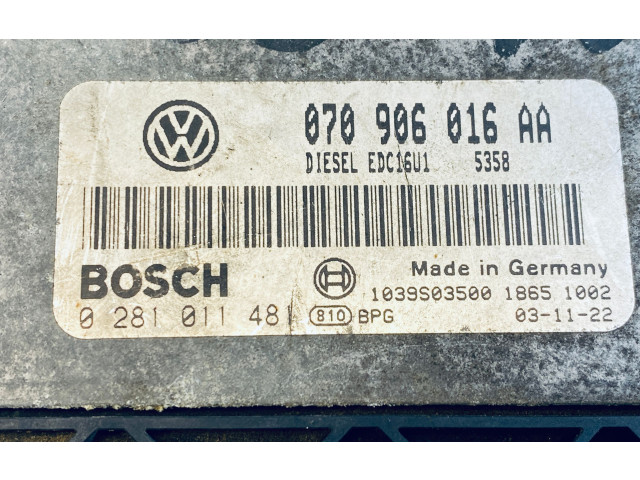 070 906 016 AA
DIESEL EDC16U1 5358
BOSCH
Made in Germany
1039S03500 1865 1002
0 281 011 481 810 BPG 03-11-22